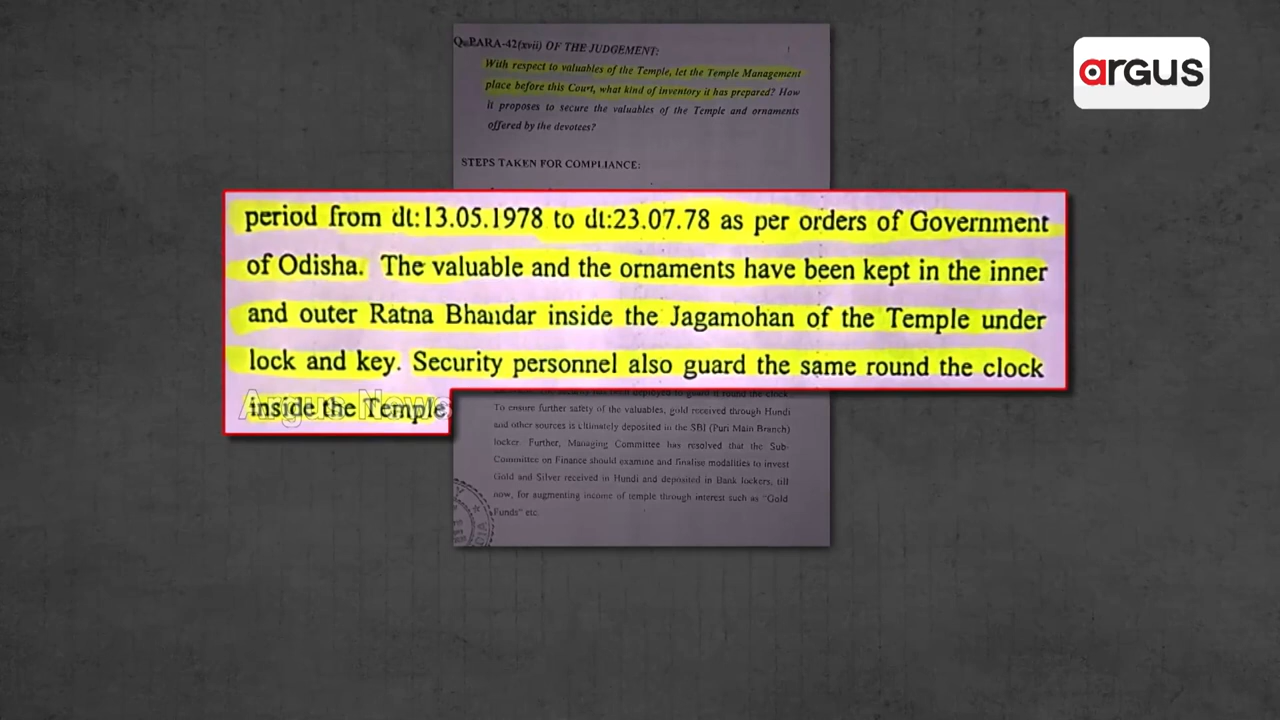 argus
Qu.PARA-42(xvii) OF THE JUDGEMENT:
With respect to valuables of the Temple, let the Temple Management
place before this Court, what kind of inventory it has prepared? How
it proposes to secure the valuables of the Temple and ornaments
offered by the devotees?
STEPS TAKEN FOR COMPLIANCE:
period from dt:13.05.1978 to dt:23.07.78 as per orders of Government
of Odisha. The valuable and the ornaments have been kept in the inner
and outer Ratna Bhandar inside the Jagamohan of the Temple under
lock and key. Security personnel also guard the same round the clock
inside the Temple
Argus News
To ensure further safety of the valuables, gold received through Hundi
and other sources is ultimately deposited in the SBI (Puri Main Branch)
locker. Further, Managing Committee has resolved that the Sub-
Committee on Finance should examine and finalise modalities to invest
Gold and Silver received in Hundi and deposited in Bank lockers, till
now, for augmenting income of temple through interest such as "Gold
Funds" etc.